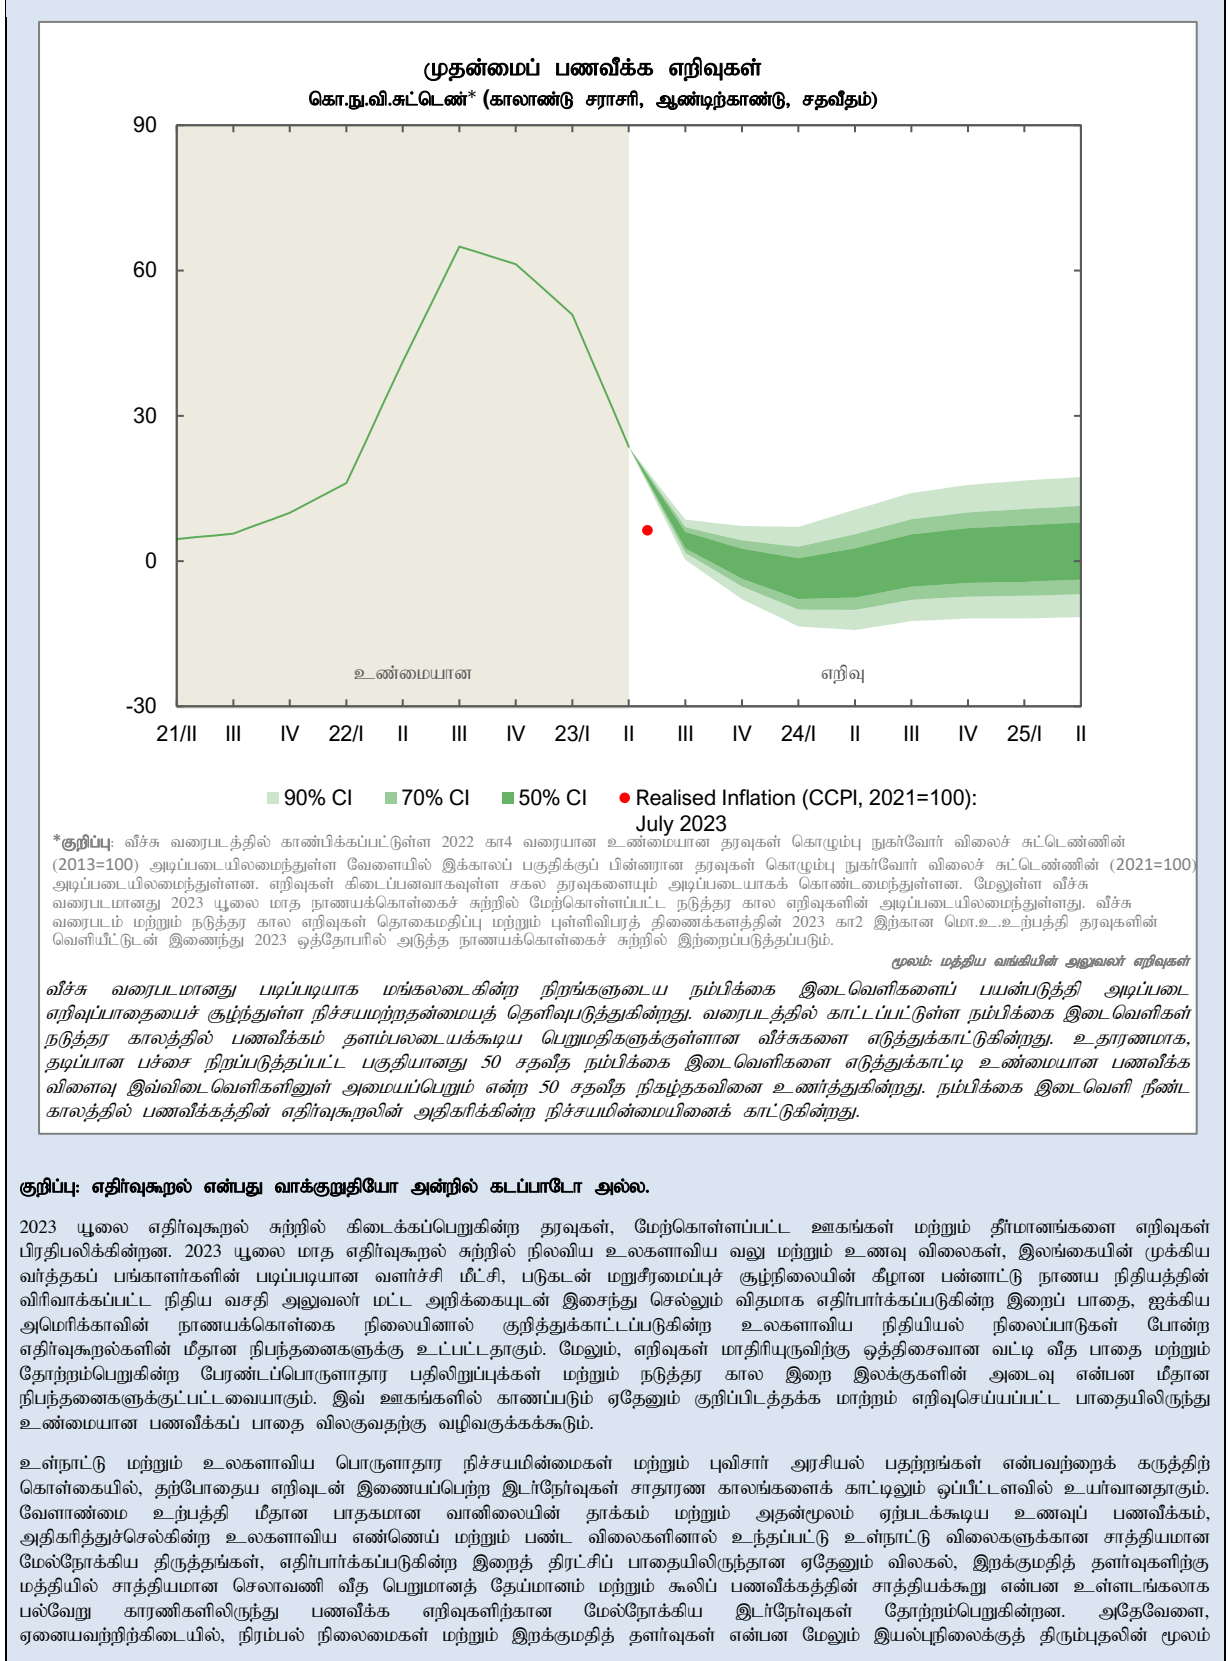 முதன்மைப் பணவீக்க எறிவுகள்
கொ.நு.வி.சுட்டெண்* (காலாண்டு சராசரி, ஆண்டிற்காண்டு, சதவீதம்)
90
60
30
0
-30
உண்மையான
எறிவு
21/II III IV 22/I II III IV 23/I II III IV 24/I II III IV 25/I II
90% CI 70% CI 50% CI Realised Inflation (CCPI, 2021=100):
July 2023
*குறிப்பு: வீச்சு வரைபடத்தில் காண்பிக்கப்பட்டுள்ள 2022 கா4 வரையான உண்மையான தரவுகள் கொழும்பு நுகர்வோர் விலைச் சுட்டெண்ணின்
(2013=100) அடிப்படையிலமைந்துள்ள வேளையில் இக்காலப் பகுதிக்குப் பின்னரான தரவுகள் கொழும்பு நுகர்வோர் விலைச் சுட்டெண்ணின் (2021=100)
அடிப்படையிலமைந்துள்ளன. எறிவுகள் கிடைப்பனவாகவுள்ள சகல தரவுகளையும் அடிப்படையாகக் கொண்டமைந்துள்ளன. மேலுள்ள வீச்சு
வரைபடமானது 2023 யூலை மாத நாணயக்கொள்கைச் சுற்றில் மேற்கொள்ளப்பட்ட நடுத்தர கால எறிவுகளின் அடிப்படையிலமைந்துள்ளது. வீச்சு
வரைபடம் மற்றும் நடுத்தர கால எறிவுகள் தொகைமதிப்பு மற்றும் புள்ளிவிபரத் திணைக்களத்தின் 2023 கா2 இற்கான மொ.உ.உற்பத்தி தரவுகளின்
வெளியீட்டுடன் இணைந்து 2023 ஒத்தோபரில் அடுத்த நாணயக்கொள்கைச் சுற்றில் இற்றைப்படுத்தப்படும்.
மூலம்: மத்திய வங்கியின் அலுவலர் எறிவுகள்
வீச்சு வரைபடமானது படிப்படியாக மங்கலடைகின்ற நிறங்களுடைய நம்பிக்கை இடைவெளிகளைப் பயன்படுத்தி அடிப்படை
எறிவுப்பாதையைச் சூழ்ந்துள்ள நிச்சயமற்றதன்மையத் தெளிவுபடுத்துகின்றது. வரைபடத்தில் காட்டப்பட்டுள்ள நம்பிக்கை இடைவெளிகள்
நடுத்தர காலத்தில் பணவீக்கம் தளம்பலடையக்கூடிய பெறுமதிகளுக்குள்ளான வீச்சுகளை எடுத்துக்காட்டுகின்றது. உதாரணமாக,
தடிப்பான பச்சை நிறப்படுத்தப்பட்ட பகுதியானது 50 சதவீத நம்பிக்கை இடைவெளிகளை எடுத்துக்காட்டி உண்மையான பணவீக்க
விளைவு இவ்விடைவெளிகளினுள் அமையப்பெறும் என்ற 50 சதவீத நிகழ்தகவினை உணர்த்துகின்றது. நம்பிக்கை இடைவெளி நீண்ட
காலத்தில் பணவீக்கத்தின் எதிர்வுகூறலின் அதிகரிக்கின்ற நிச்சயமின்மையினைக் காட்டுகின்றது.
குறிப்பு: எதிர்வுகூறல் என்பது வாக்குறுதியோ அன்றில் கடப்பாடோ அல்ல.
2023 யூலை எதிர்வுகூறல் சுற்றில் கிடைக்கப்பெறுகின்ற தரவுகள், மேற்கொள்ளப்பட்ட ஊகங்கள் மற்றும் தீர்மானங்களை எறிவுகள்
பிரதிபலிக்கின்றன. 2023 யூலை மாத எதிர்வுகூறல் சுற்றில் நிலவிய உலகளாவிய வலு மற்றும் உணவு விலைகள், இலங்கையின் முக்கிய
வர்த்தகப் பங்காளர்களின் படிப்படியான வளர்ச்சி மீட்சி, படுகடன் மறுசீரமைப்புச் சூழ்நிலையின் கீழான பன்னாட்டு நாணய நிதியத்தின்
விரிவாக்கப்பட்ட நிதிய வசதி அலுவலர் மட்ட அறிக்கையுடன் இசைந்து செல்லும் விதமாக எதிர்பார்க்கப்படுகின்ற இறைப் பாதை, ஐக்கிய
அமெரிக்காவின் நாணயக்கொள்கை நிலையினால் குறித்துக்காட்டப்படுகின்ற உலகளாவிய நிதியியல் நிலைப்பாடுகள் போன்ற
எதிர்வுகூறல்களின் மீதான நிபந்தனைகளுக்கு உட்பட்டதாகும். மேலும், எறிவுகள் மாதிரியுருவிற்கு ஒத்திசைவான வட்டி வீத பாதை மற்றும்
தோற்றம்பெறுகின்ற பேரண்டப்பொருளாதார பதிலிறுப்புக்கள் மற்றும் நடுத்தர கால இறை இலக்குகளின் அடைவு என்பன மீதான
நிபந்தனைகளுக்குட்பட்டவையாகும். இவ் ஊகங்களில் காணப்படும் ஏதேனும் குறிப்பிடத்தக்க மாற்றம் எறிவுசெய்யப்பட்ட பாதையிலிருந்து
உண்மையான பணவீக்கப் பாதை விலகுவதற்கு வழிவகுக்கக்கூடும்.
உள்நாட்டு மற்றும் உலகளாவிய பொருளாதார நிச்சயமின்மைகள் மற்றும் புவிசார் அரசியல் பதற்றங்கள் என்பவற்றைக் கருத்திற்
கொள்கையில், தற்போதைய எறிவுடன் இணையப்பெற்ற இடர்நேர்வுகள் சாதாரண காலங்களைக் காட்டிலும் ஒப்பீட்டளவில் உயர்வானதாகும்.
வேளாண்மை உற்பத்தி மீதான பாதகமான வானிலையின் தாக்கம் மற்றும் அதன்மூலம் ஏற்படக்கூடிய உணவுப் பணவீக்கம்,
அதிகரித்துச்செல்கின்ற உலகளாவிய எண்ணெய் மற்றும் பண்ட விலைகளினால் உந்தப்பட்டு உள்நாட்டு விலைகளுக்கான சாத்தியமான
மேல்நோக்கிய திருத்தங்கள், எதிர்பார்க்கப்படுகின்ற இறைத் திரட்சிப் பாதையிலிருந்தான ஏதேனும் விலகல், இறக்குமதித் தளர்வுகளிற்கு
மத்தியில் சாத்தியமான செலாவணி வீத பெறுமானத் தேய்மானம் மற்றும் கூலிப் பணவீக்கத்தின் சாத்தியக்கூறு என்பன உள்ளடங்கலாக
பல்வேறு காரணிகளிலிருந்து பணவீக்க எறிவுகளிற்கான மேல்நோக்கிய இடர்நேர்வுகள் தோற்றம்பெறுகின்றன. அதேவேளை,
ஏனையவற்றிற்கிடையில், நிரம்பல் நிலைமைகள் மற்றும் இறக்குமதித் தளர்வுகள் என்பன மேலும் இயல்புநிலைக்குத் திரும்புதலின் மூலம்